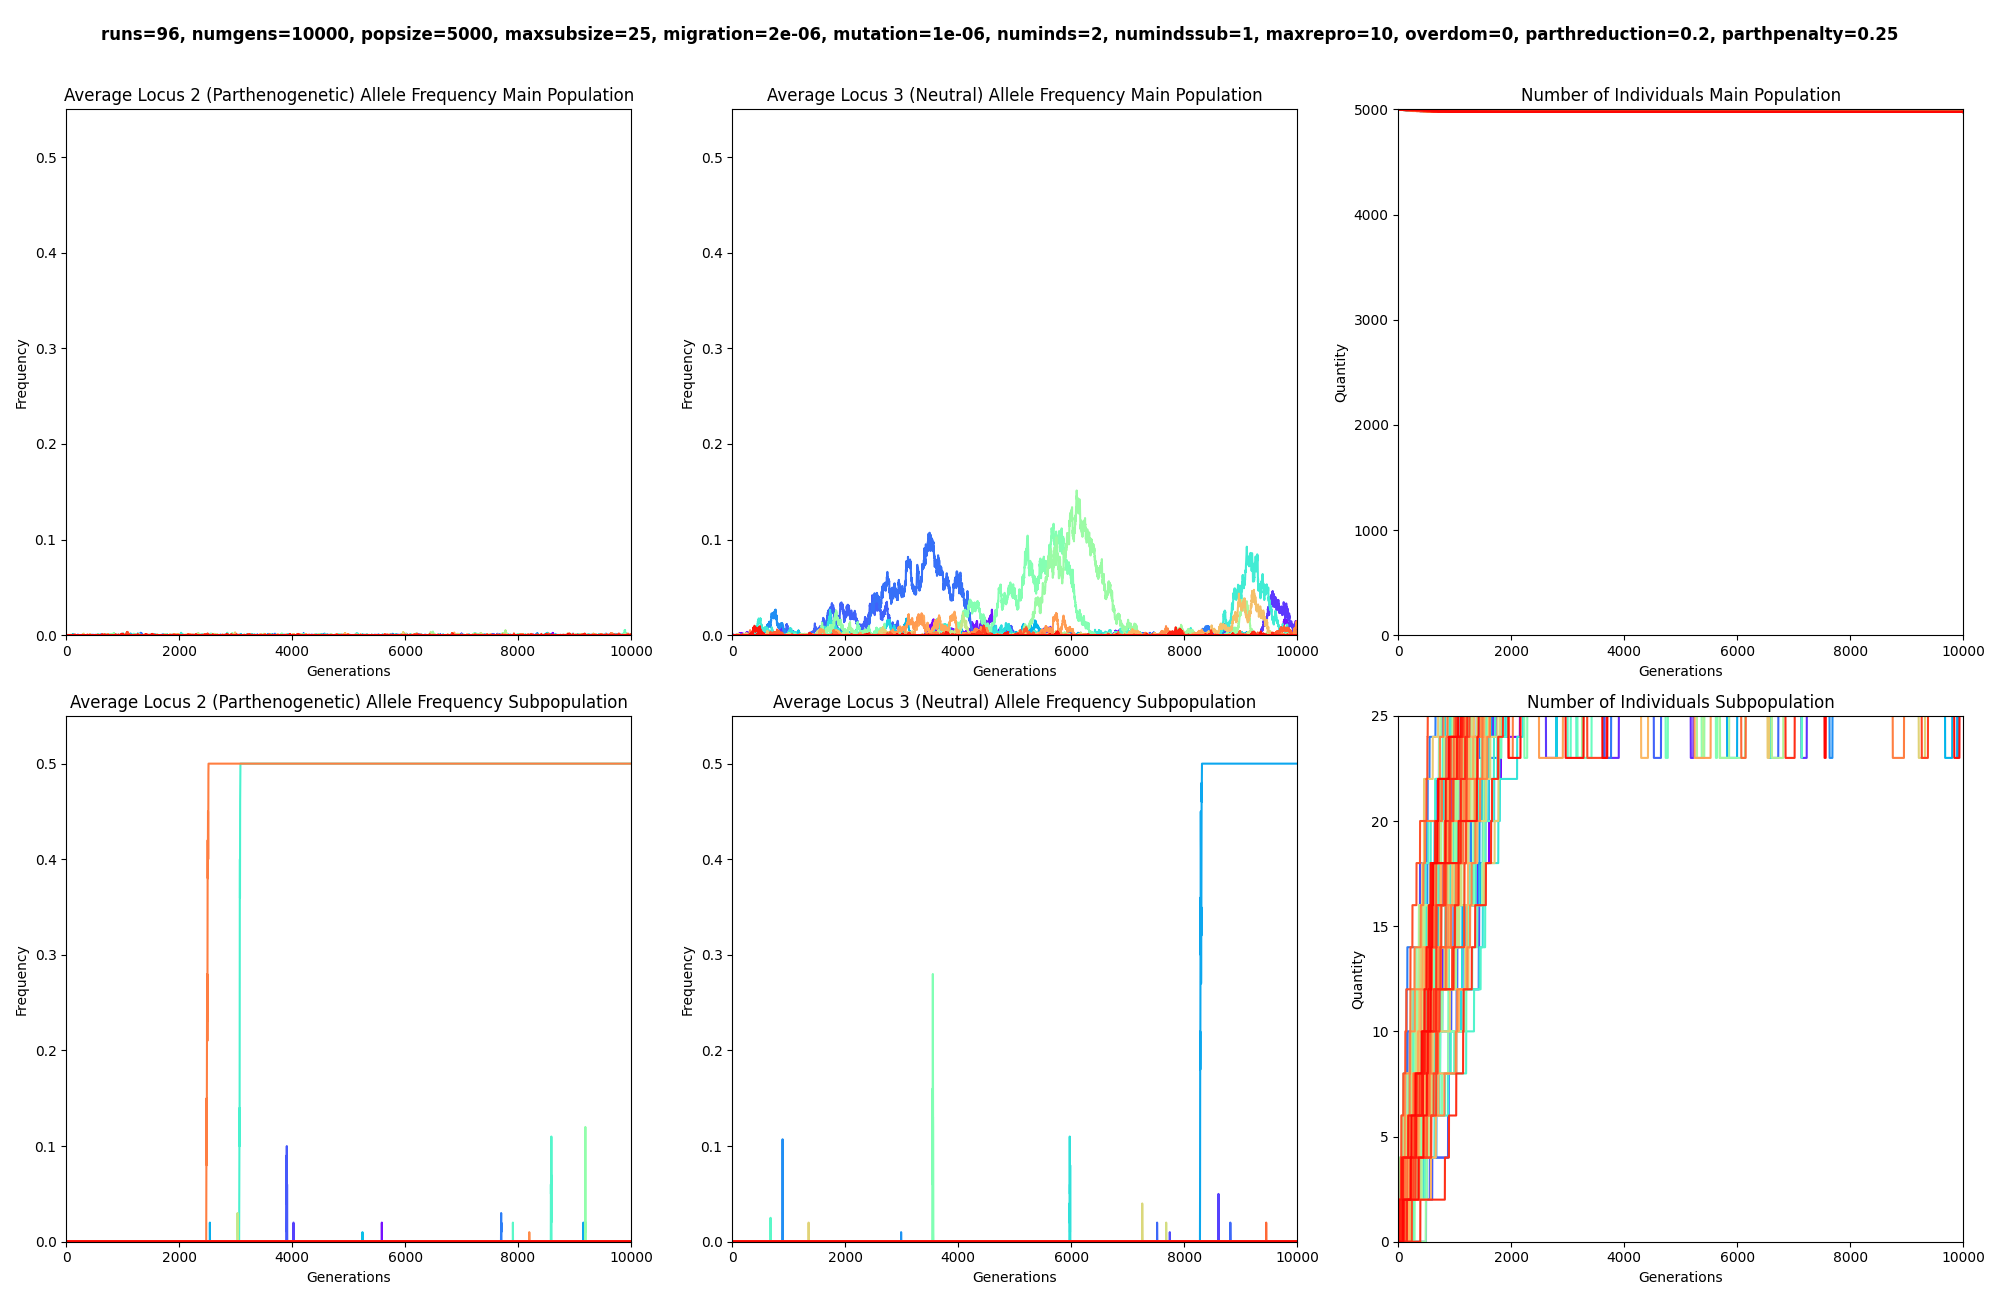 runs=96, numgens=10000, popsize=5000, maxsubsize=25, migration=2e-06, mutation=1e-06, numinds=2, numindssub=1, maxrepro=10, overdom=0, parthreduction=0.2, parthpenalty=0.25
Average Locus 2 (Parthenogenetic) Allele Frequency Main Population
Frequency
0.5
0.4
0.3
0.2
0.1
0.0
0 2000 4000 6000 8000 10000
Generations
Average Locus 3 (Neutral) Allele Frequency Main Population
Frequency
0.5
0.4
0.3
0.2
0.1
0.0
0 2000 4000 6000 8000 10000
Generations
Number of Individuals Main Population
Quantity
5000
4000
3000
2000
1000
0
0 2000 4000 6000 8000 10000
Generations
Average Locus 2 (Parthenogenetic) Allele Frequency Subpopulation
Frequency
0.5
0.4
0.3
0.2
0.1
0.0
0 2000 4000 6000 8000 10000
Generations
Average Locus 3 (Neutral) Allele Frequency Subpopulation
Frequency
0.5
0.4
0.3
0.2
0.1
0.0
0 2000 4000 6000 8000 10000
Generations
Number of Individuals Subpopulation
Quantity
25
20
15
10
5
0
0 2000 4000 6000 8000 10000
Generations